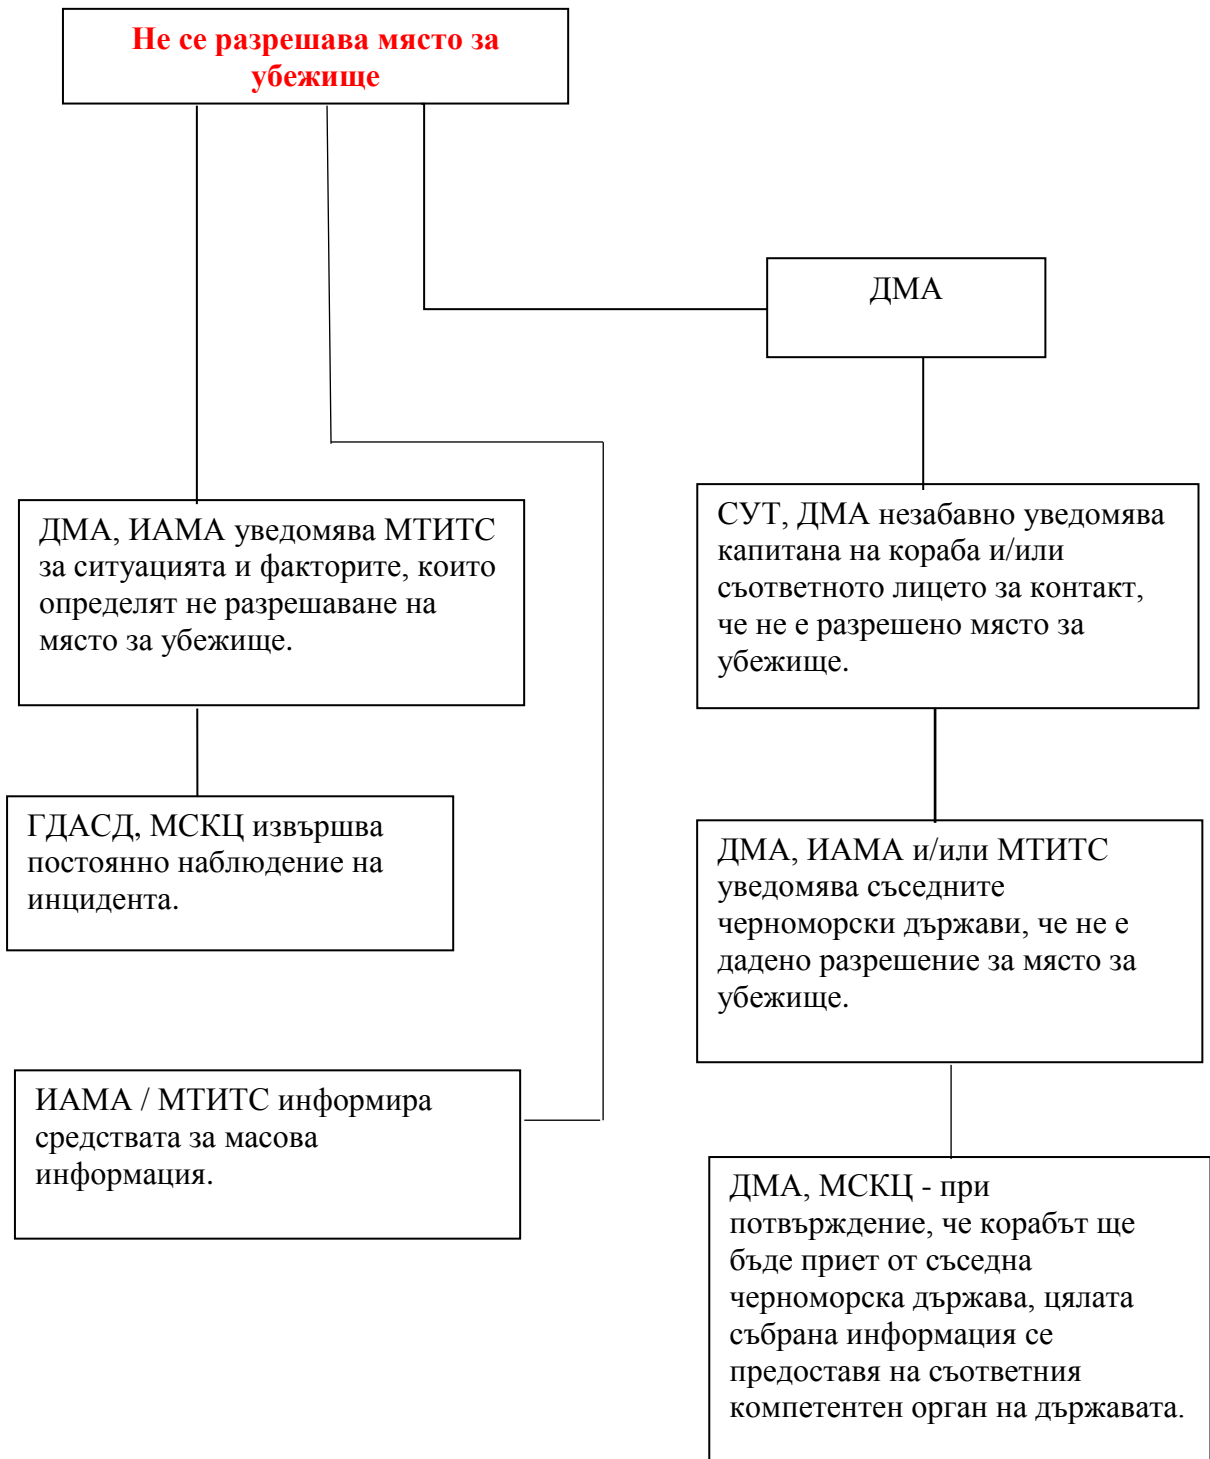 Не се разрешава място за
убежище
ДМА
ДМА, ИАМА уведомява МТИТС
за ситуацията и факторите, които
определят не разрешаване на
място за убежище.
СУТ, ДМА незабавно уведомява
капитана на кораба и/или
съответното лицето за контакт,
че не е разрешено място за
убежище.
ГДАСД, МСКЦ извършва
постоянно наблюдение на
инцидента.
ДМА, ИАМА и/или МТИТС
уведомява съседните
черноморски държави, че не е
дадено разрешение за място за
убежище.
ИАМА / МТИТС информира
средствата за масова
информация.
ДМА, МСКЦ - при
потвърждение, че корабът ще
бъде приет от съседна
черноморска държава, цялата
събрана информация се
предоставя на съответния
компетентен орган на държавата.